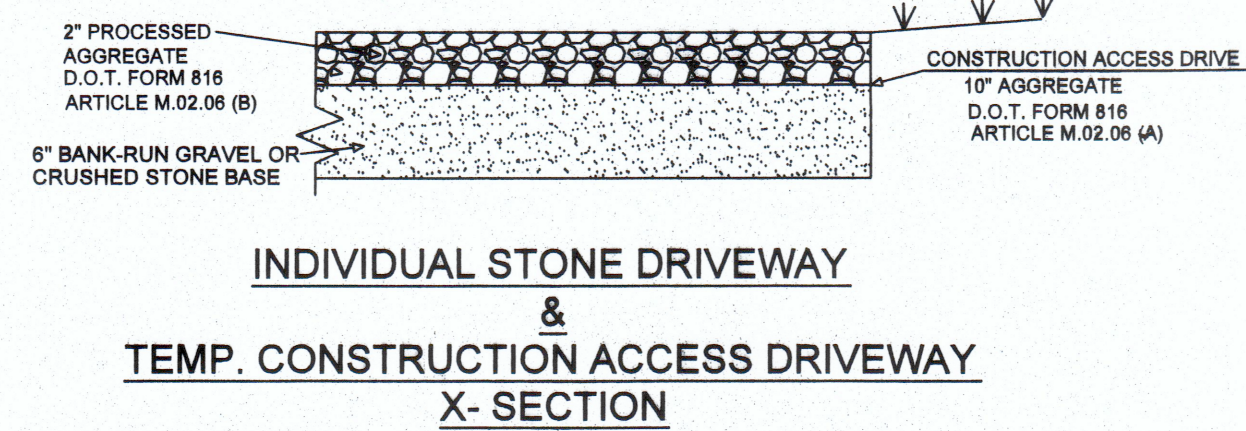 2" PROCESSED
AGGREGATE
D.O.T. FORM 816
ARTICLE M.02.06 (B)
6" BANK-RUN GRAVEL OR
CRUSHED STONE BASE
CONSTRUCTION ACCESS DRIVE
10" AGGREGATE
D.O.T. FORM 816
ARTICLE M.02.06 (A)
INDIVIDUAL STONE DRIVEWAY
&
TEMP. CONSTRUCTION ACCESS DRIVEWAY
X- SECTION